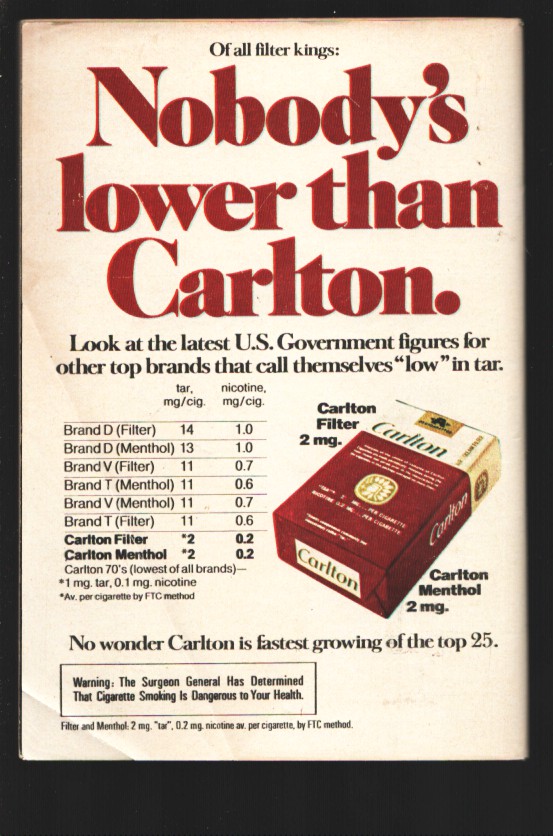 Of all filter kings:
Nobody's
lower than
Carlton.
Look at the latest U.S. Government figures for
other top brands that call themselves "low" in tar.
tar, nicotine,
mg/cig. mg/cig.
Brand D (Filter) 14 1.0
Brand D (Menthol) 13 1.0
Brand V (Filter) 11 0.7
Brand T (Menthol) 11 0.6
Brand V (Menthol) 11 0.7
Brand T (Filter) 11 0.6
Carlton Filter *2 0.2
Carlton Menthol *2 0.2
Carlton 70's (lowest of all brands)—
*1 mg. tar, 0.1 mg. nicotine
*Av. per cigarette by FTC method
Carlton
Filter
2 mg.
Carlton
PER CIGARETTE
PER CIGARETTE
Carlton
Carlton
Carlton
Menthol
2 mg.
No wonder Carlton is fastest growing of the top 25.
Warning: The Surgeon General Has Determined
That Cigarette Smoking Is Dangerous to Your Health.
Filter and Menthol: 2 mg. "tar", 0.2 mg. nicotine av. per cigarette, by FTC method.